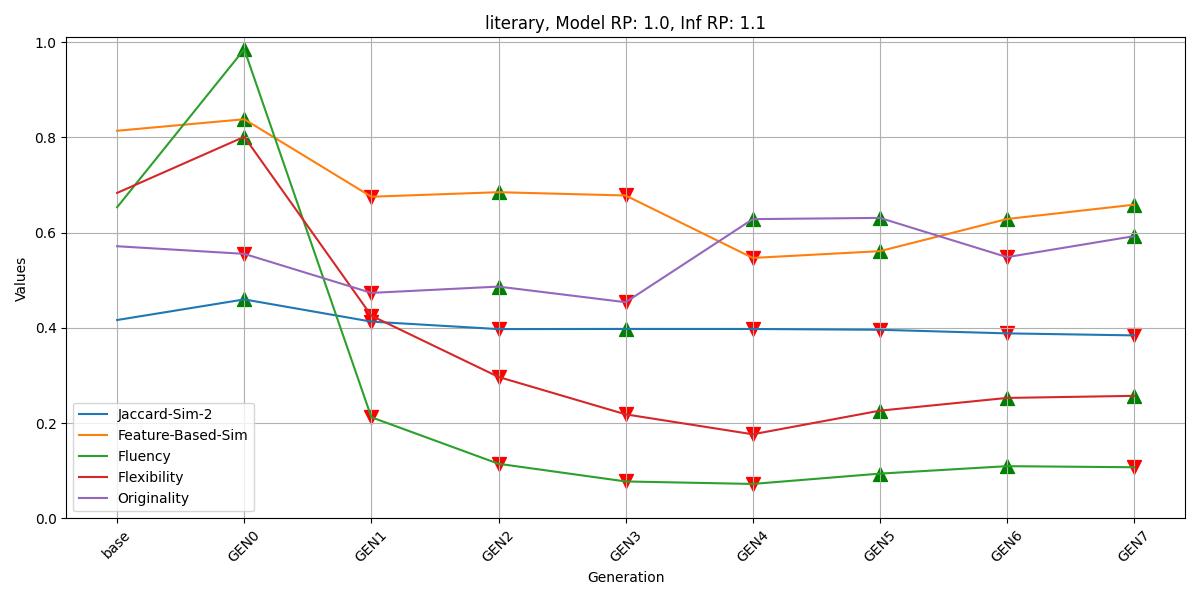 literary, Model RP: 1.0, Inf RP: 1.1
1.0
0.8
0.6
0.4
0.2
0.0
Values
Jaccard-Sim-2
Feature-Based-Sim
Fluency
Flexibility
Originality
base
GEN0
GEN1
GEN2
GEN3
GEN4
GEN5
GEN6
GEN7
Generation